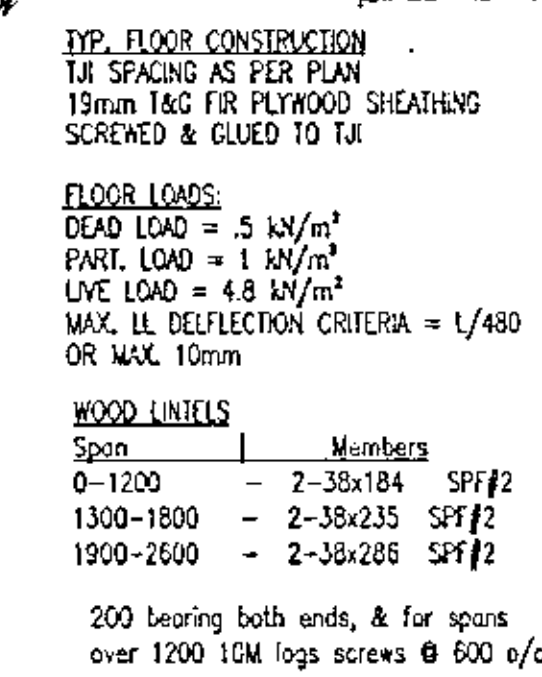 TYP. FLOOR CONSTRUCTION
TJI SPACING AS PER PLAN
19mm T&G FIR PLYWOOD SHEATHING
SCREWED & GLUED TO TJI
FLOOR LOADS:
DEAD LOAD = .5 kN/m²
PART. LOAD = 1 kN/m²
LIVE LOAD = 4.8 kN/m²
MAX. LL DELFLECTION CRITERIA = L/480
OR MAX. 10mm
WOOD LINTELS
Span | Members
0-1200 - 2-38x184 SPF#2
1300-1800 - 2-38x235 SPF#2
1900-2600 - 2-38x286 SPF#2
200 bearing both ends, & for spans
over 1200 screws @ 600 o/c